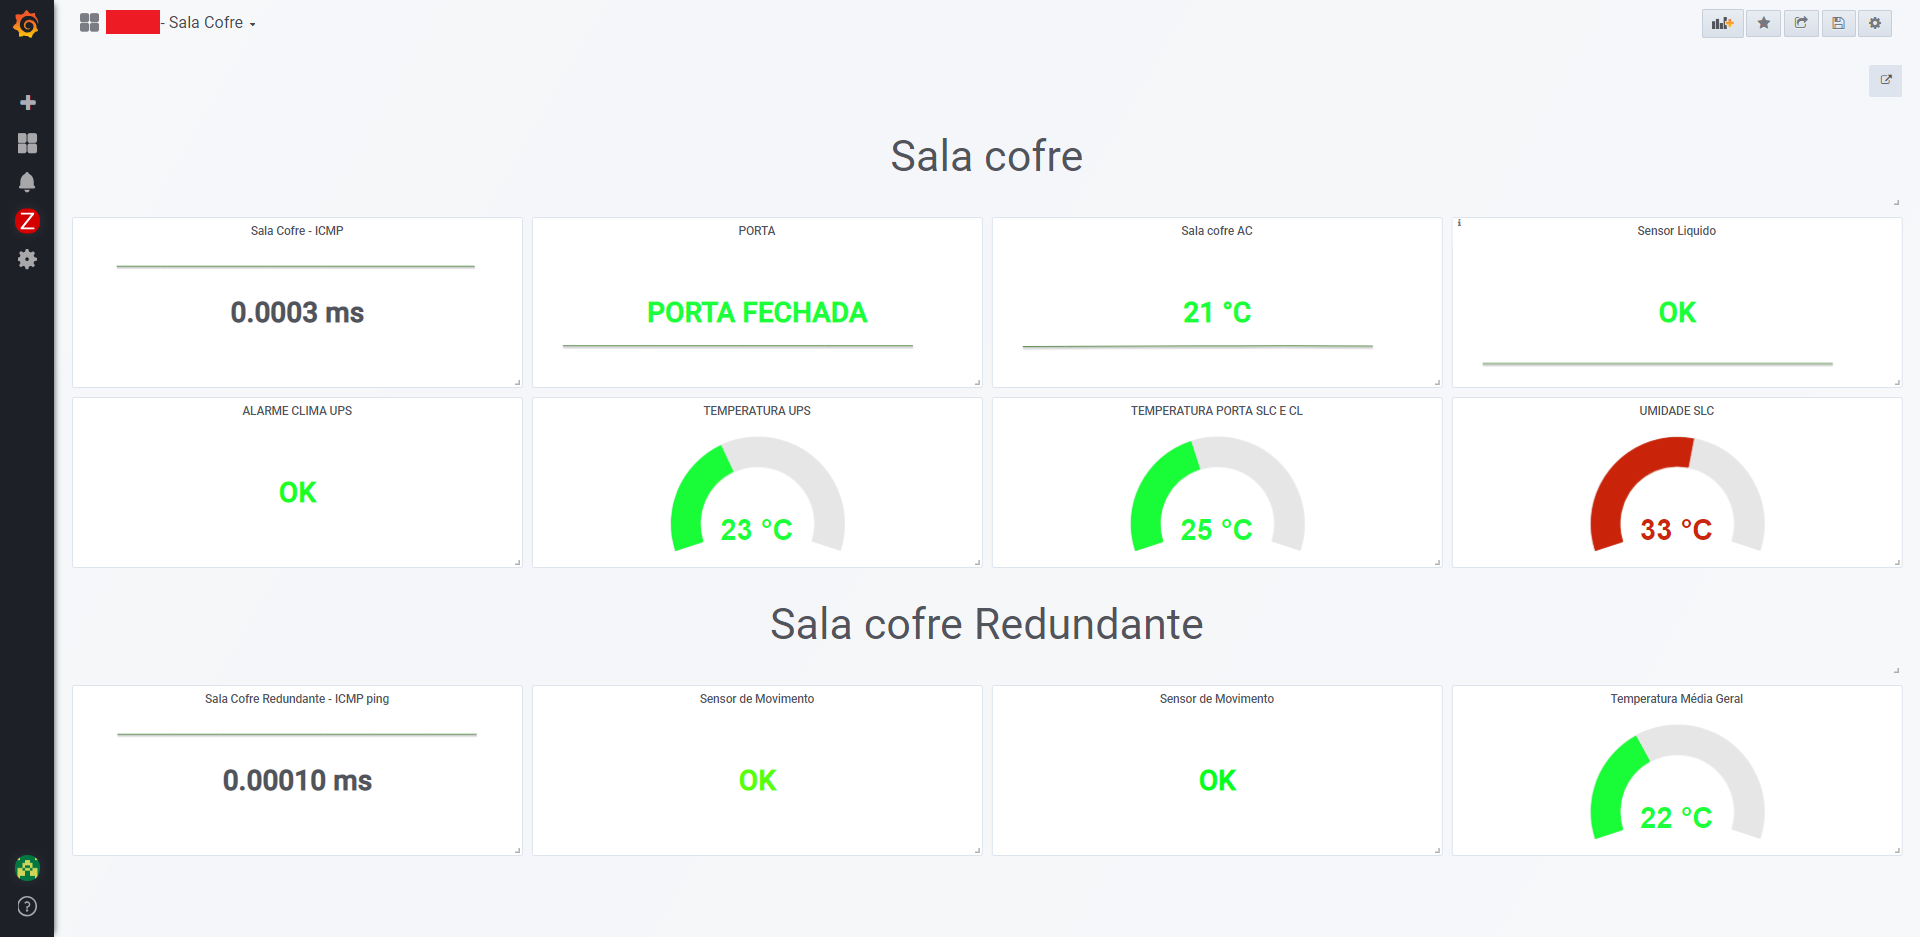 - Sala Cofre
Sala cofre
Sala Cofre - ICMP
0.0003 ms
PORTA
PORTA FECHADA
Sala cofre AC
21 °C
i
Sensor Liquido
OK
ALARME CLIMA UPS
OK
TEMPERATURA UPS
23 °C
TEMPERATURA PORTA SLC E CL
25 °C
UMIDADE SLC
33 °C
Sala cofre Redundante
Sala Cofre Redundante - ICMP ping
0.00010 ms
Sensor de Movimento
OK
Sensor de Movimento
OK
Temperatura Média Geral
22 °C
Z
?